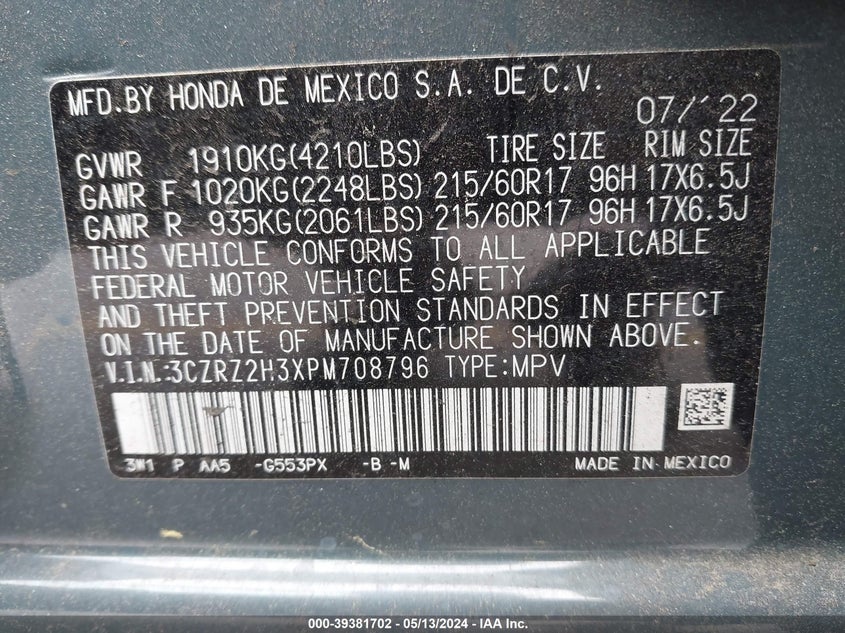 MFD.BY HONDA DE MEXICO S.A. DE C.V.
07/'22
GVWR 1910KG(4210LBS) TIRE SIZE RIM SIZE
GAWR F 1020KG(2248LBS) 215/60R17 96H 17X6.5J
GAWR R 935KG(2061LBS) 215/60R17 96H 17X6.5J
THIS VEHICLE CONFORMS TO ALL APPLICABLE
FEDERAL MOTOR VEHICLE SAFETY
AND THEFT PREVENTION STANDARDS IN EFFECT
ON THE DATE OF MANUFACTURE SHOWN ABOVE.
V.I.N.:3CZRZ2H3XPM708796 TYPE:MPV
3W1 P AA5 -G553PX -B -M MADE IN MEXICO
000-39381702 - 05/13/2024 - IAA Inc.